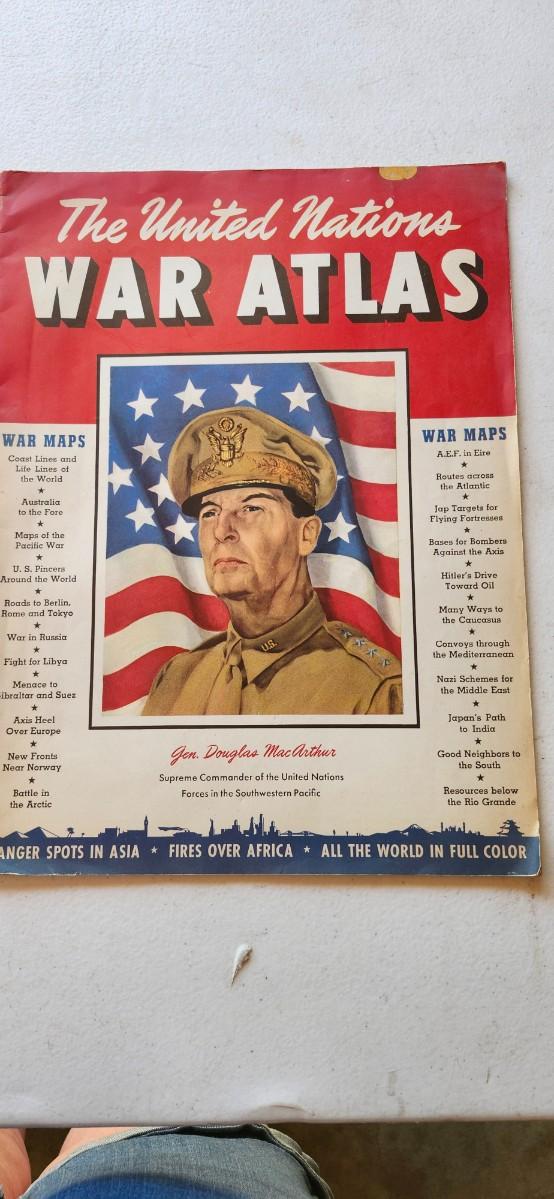 The United Nations
WAR ATLAS
WAR MAPS
Coast Lines and
Life Lines of
the World
★
Australia
to the Fore
★
Maps of the
Pacific War
★
U. S. Pincers
Around the World
★
Roads to Berlin,
Rome and Tokyo
★
War in Russia
★
Fight for Libya
★
Menace to
ibraltar and Suez
★
Axis Heel
Over Europe
★
New Fronts
Near Norway
★
Battle in
the Arctic
U.S.
WAR MAPS
A.E.F. in Eire
★
Routes across
the Atlantic
★
Jap Targets for
Flying Fortresses
★
Bases for Bombers
Against the Axis
★
Hitler's Drive
Toward Oil
★
Many Ways to
the Caucasus
★
Convoys through
the Mediterranean
★
Nazi Schemes for
the Middle East
★
Japan's Path
to India
★
Good Neighbors to
the South
★
Resources below
the Rio Grande
Gen. Douglas MacArthur
Supreme Commander of the United Nations
Forces in the Southwestern Pacific
ANGER SPOTS IN ASIA ★ FIRES OVER AFRICA ★ ALL THE WORLD IN FULL COLOR